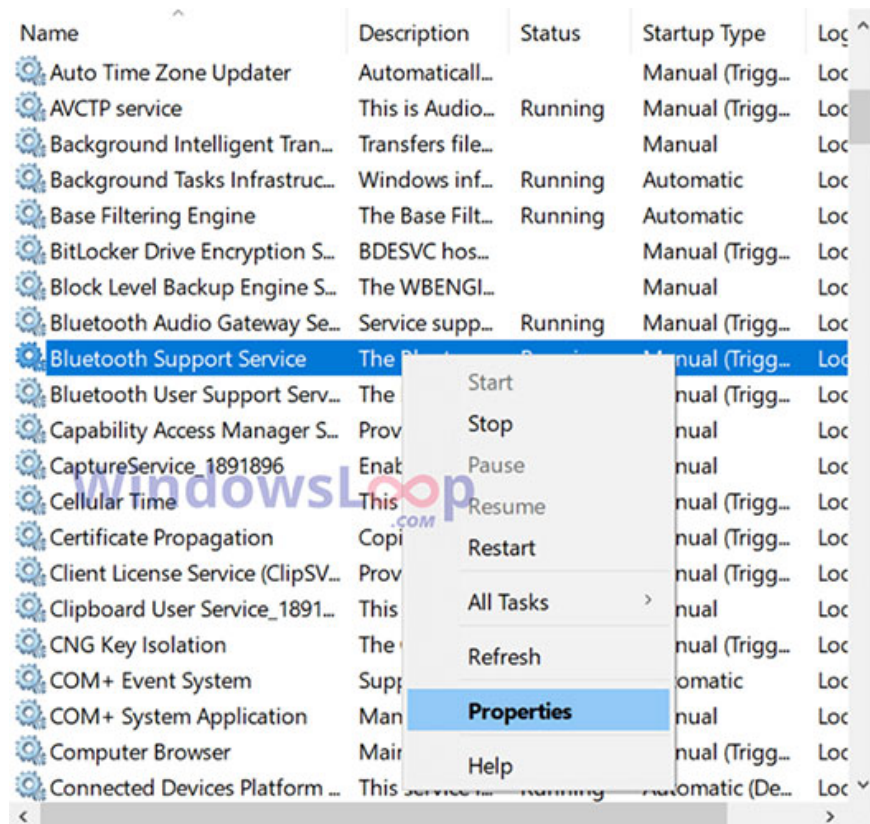 Name Description Status Startup Type Log
Auto Time Zone Updater Automaticall... Manual (Trigg... Loc
AVCTP service This is Audio... Running Manual (Trigg... Loc
Background Intelligent Tran... Transfers file... Manual Loc
Background Tasks Infrastruc... Windows inf... Running Automatic Loc
Base Filtering Engine The Base Filt... Running Automatic Loc
BitLocker Drive Encryption S... BDESVC hos... Manual (Trigg... Loc
Block Level Backup Engine S... The WBENGI... Manual Loc
Bluetooth Audio Gateway Se... Service supp... Running Manual (Trigg... Loc
Bluetooth Support Service The Manual (Trigg... Loc
Start
Bluetooth User Support Serv... The nual (Trigg... Loc
Stop
Capability Access Manager S... Prov nual Loc
Pause
CaptureService_1891896 Enab nual Loc
WindowsLoop
.COM
Resume
Cellular Time This nual (Trigg... Loc
Certificate Propagation Copi nual (Trigg... Loc
Restart
Client License Service (ClipSV... Prov nual (Trigg... Loc
All Tasks >
Clipboard User Service_1891... This nual Loc
CNG Key Isolation The nual (Trigg... Loc
Refresh
COM+ Event System Supp omatic Loc
Properties
COM+ System Application Man nual Loc
Computer Browser Mair nual (Trigg... Loc
Help
Connected Devices Platform ... This service i... Running Automatic (De... Loc